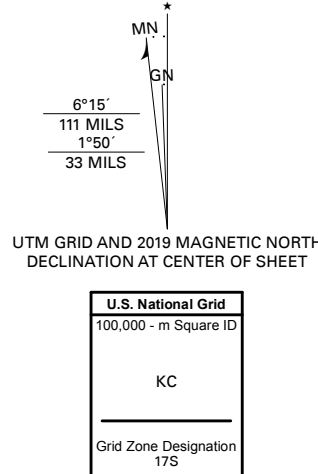 ★
MN
GN
6°15´
111 MILS
1°50´
33 MILS
UTM GRID AND 2019 MAGNETIC NORTH
DECLINATION AT CENTER OF SHEET
U.S. National Grid
100,000 - m Square ID
KC
Grid Zone Designation
17S